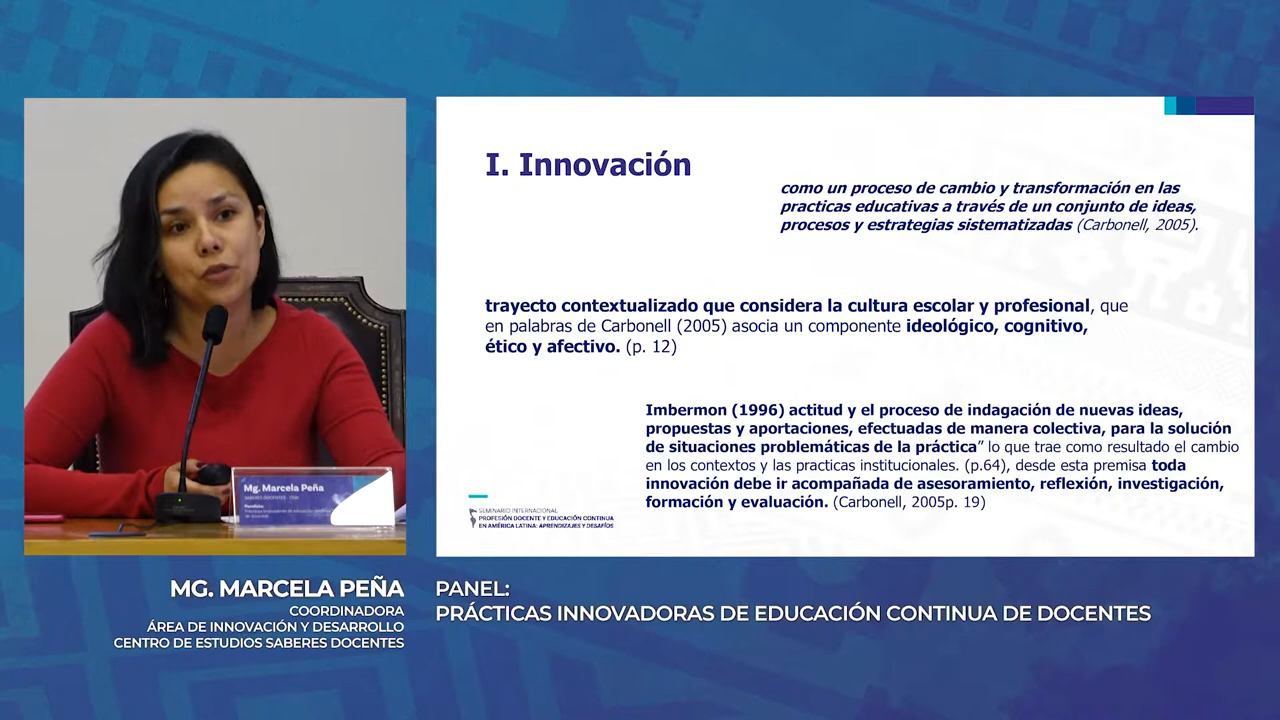 I. Innovación
como un proceso de cambio y transformación en las
practicas educativas a través de un conjunto de ideas,
procesos y estrategias sistematizadas (Carbonell, 2005).
trayecto contextualizado que considera la cultura escolar y profesional, que
en palabras de Carbonell (2005) asocia un componente ideológico, cognitivo,
ético y afectivo. (p. 12)
Imbermon (1996) actitud y el proceso de indagación de nuevas ideas,
propuestas y aportaciones, efectuadas de manera colectiva, para la solución
de situaciones problemáticas de la práctica” lo que trae como resultado el cambio
en los contextos y las practicas institucionales. (p.64), desde esta premisa toda
innovación debe ir acompañada de asesoramiento, reflexión, investigación,
formación y evaluación. (Carbonell, 2005p. 19)
SEMINARIO INTERNACIONAL
PROFESIÓN DOCENTE Y EDUCACIÓN CONTINUA
EN AMÉRICA LATINA: APRENDIZAJES Y DESAFÍOS
Mg. Marcela Peña
SABERES DOCENTES
Panelista
MG. MARCELA PEÑA
COORDINADORA
ÁREA DE INNOVACIÓN Y DESARROLLO
CENTRO DE ESTUDIOS SABERES DOCENTES
PANEL:
PRÁCTICAS INNOVADORAS DE EDUCACIÓN CONTINUA DE DOCENTES